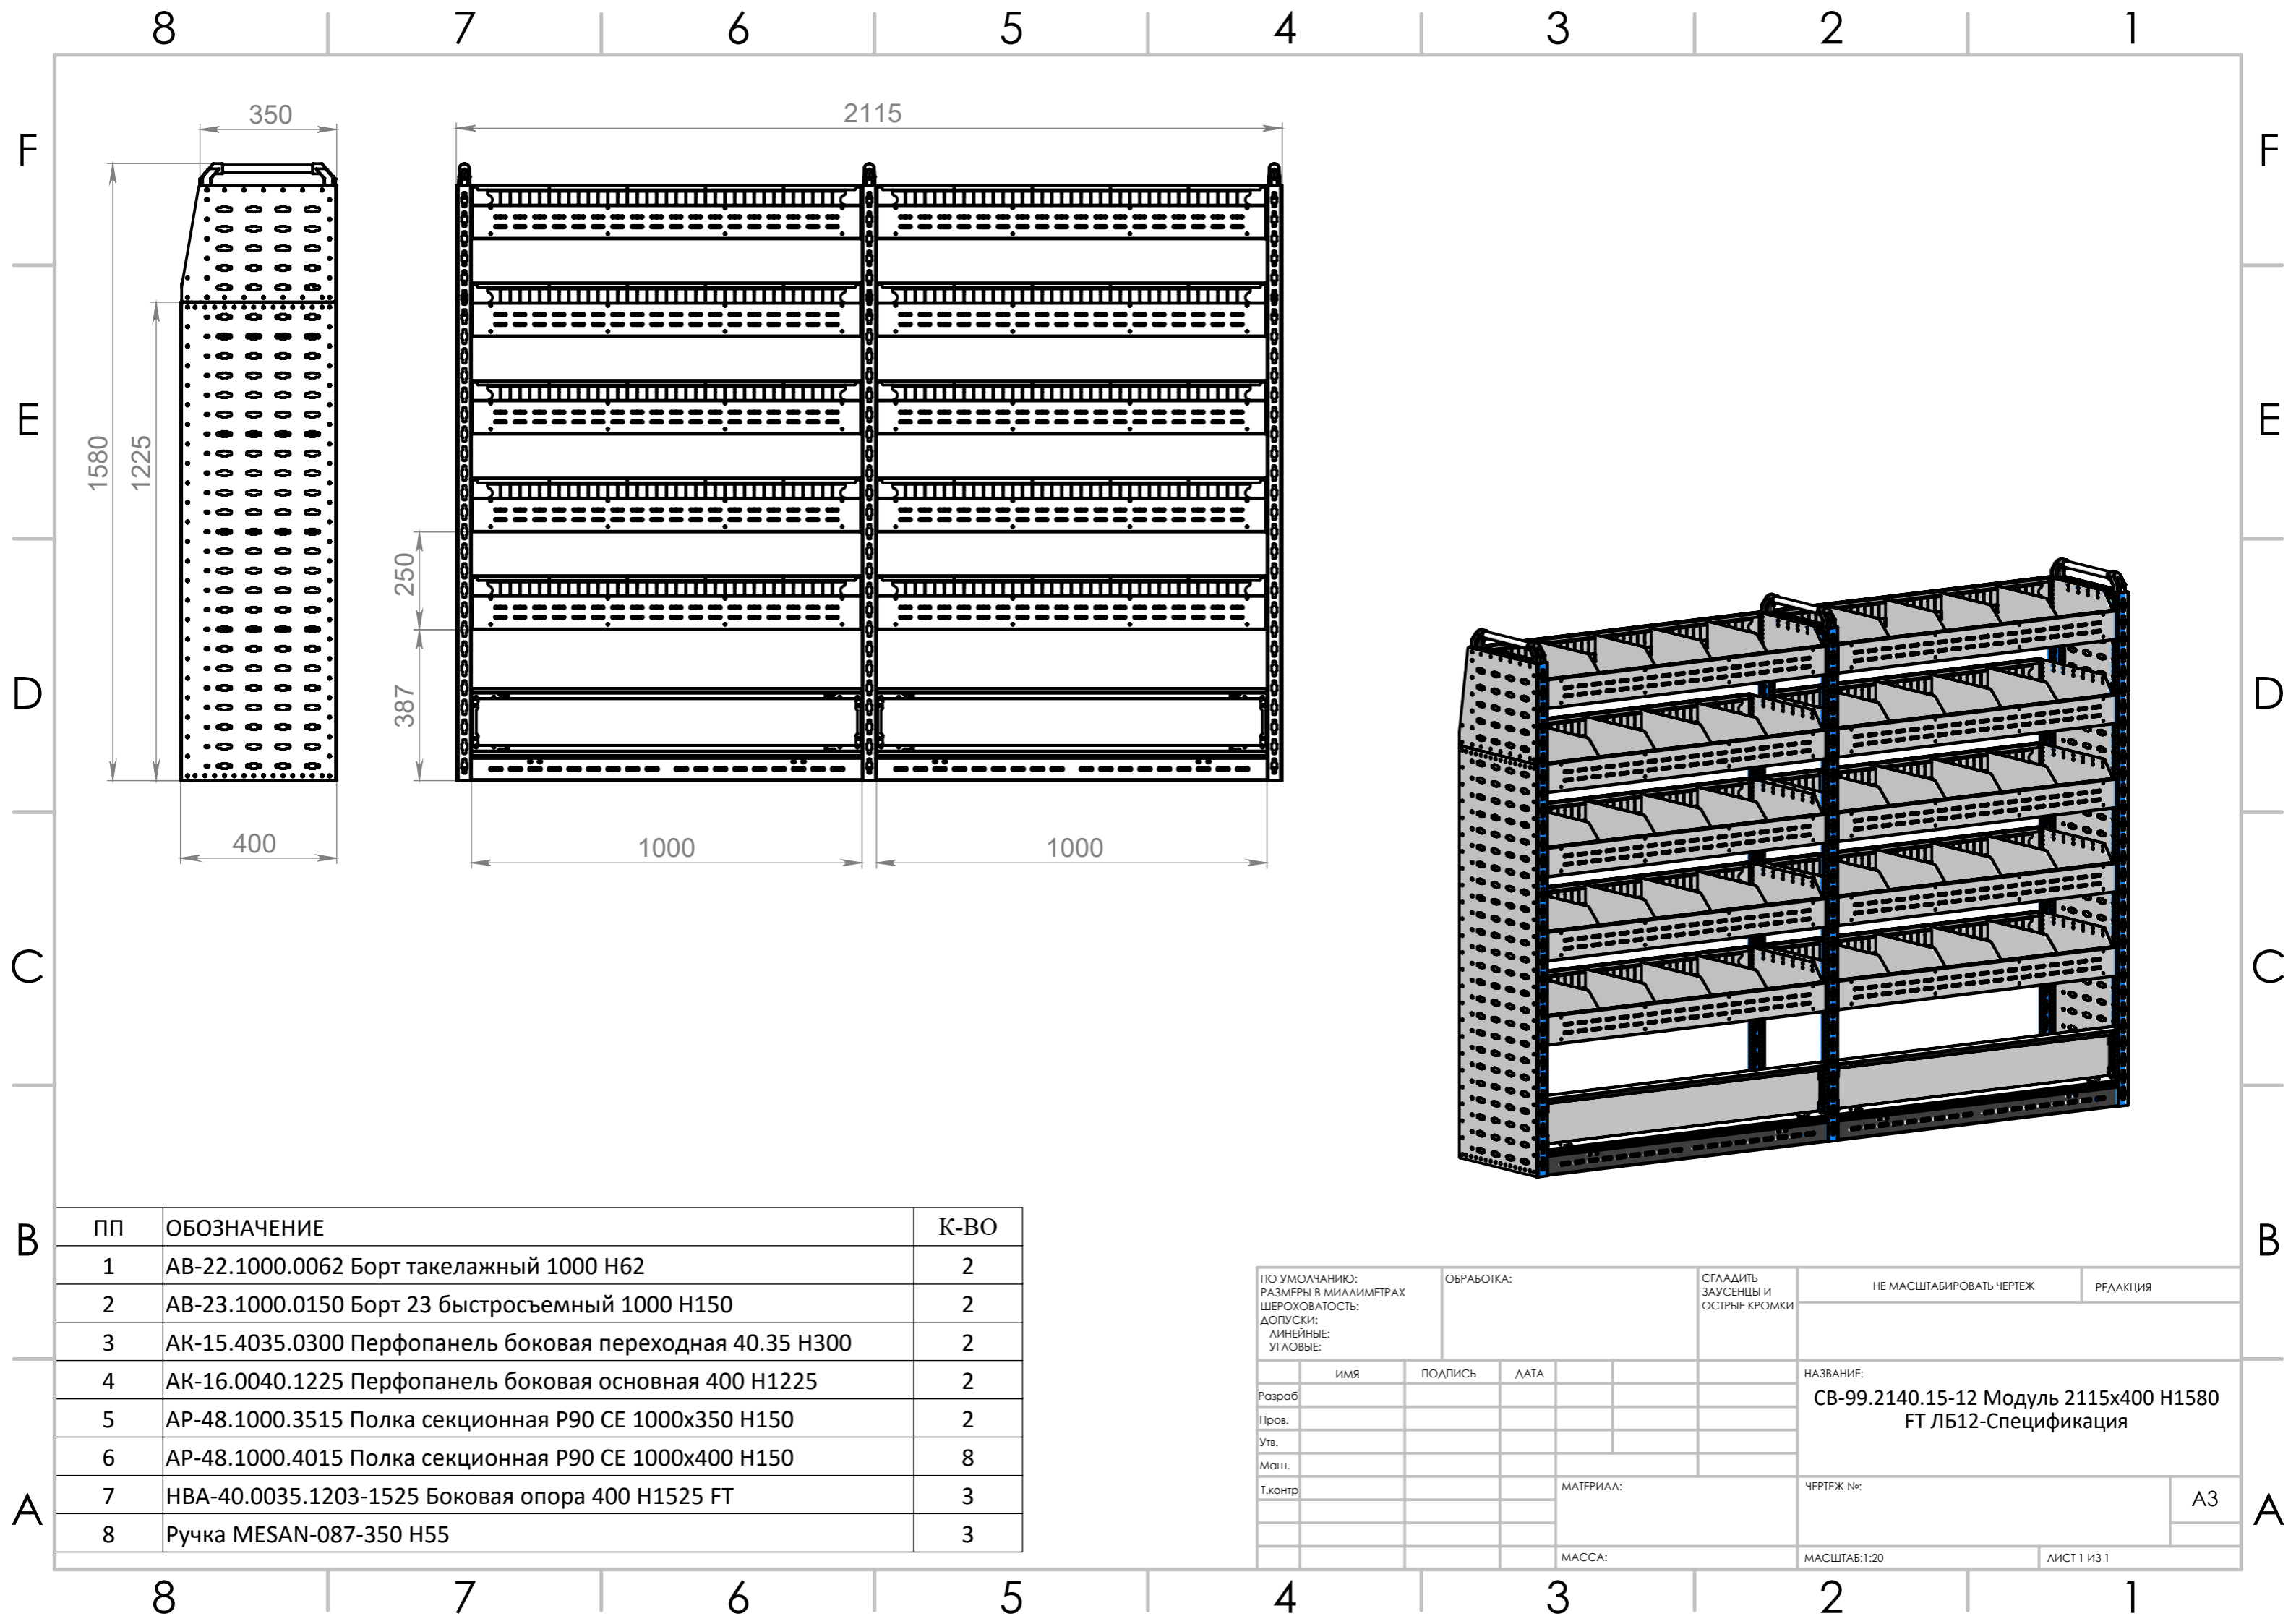 8 7 6 5 4 3 2 1
F F
E E
D D
C C
B B
A A
350
2115
1580
1225
250
387
400
1000
1000
ПП ОБОЗНАЧЕНИЕ К-ВО
1 АВ-22.1000.0062 Борт такелажный 1000 Н62 2
2 АВ-23.1000.0150 Борт 23 быстросъемный 1000 Н150 2
3 АК-15.4035.0300 Перфопанель боковая переходная 40.35 Н300 2
4 АК-16.0040.1225 Перфопанель боковая основная 400 Н1225 2
5 АР-48.1000.3515 Полка секционная Р90 СЕ 1000х350 Н150 2
6 АР-48.1000.4015 Полка секционная Р90 СЕ 1000х400 Н150 8
7 НВА-40.0035.1203-1525 Боковая опора 400 Н1525 FT 3
8 Ручка MESAN-087-350 Н55 3
ПО УМОЛЧАНИЮ:
РАЗМЕРЫ В МИЛЛИМЕТРАХ
ШЕРОХОВАТОСТЬ:
ДОПУСКИ:
ЛИНЕЙНЫЕ:
УГЛОВЫЕ:
ОБРАБОТКА:
СГЛАДИТЬ
ЗАУСЕНЦЫ И
ОСТРЫЕ КРОМКИ
НЕ МАСШТАБИРОВАТЬ ЧЕРТЕЖ
РЕДАКЦИЯ
ИМЯ ПОДПИСЬ ДАТА
Разраб
Пров.
Утв.
Маш.
Т.контр
НАЗВАНИЕ:
СВ-99.2140.15-12 Модуль 2115х400 Н1580
FT ЛБ12-Спецификация
МАТЕРИАЛ:
ЧЕРТЕЖ №:
А3
МАССА:
МАСШТАБ:1:20
ЛИСТ 1 ИЗ 1
8 7 6 5 4 3 2 1